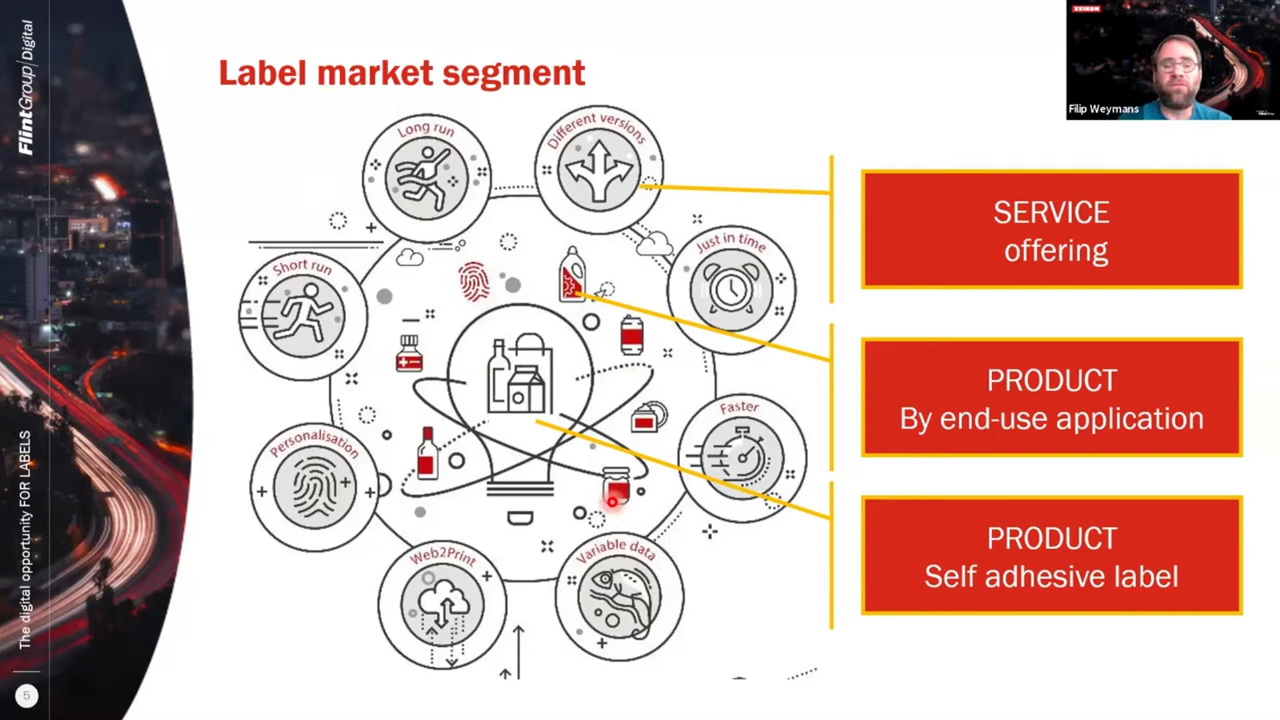 FlintGroup|Digital
The digital opportunity FOR LABELS
5
Label market segment
XEIKON
Filip Weymans
Long run
Different versions
Just in time
Short run
Faster
Personalisation
Web2Print
Variable data
SERVICE
offering
PRODUCT
By end-use application
PRODUCT
Self adhesive label